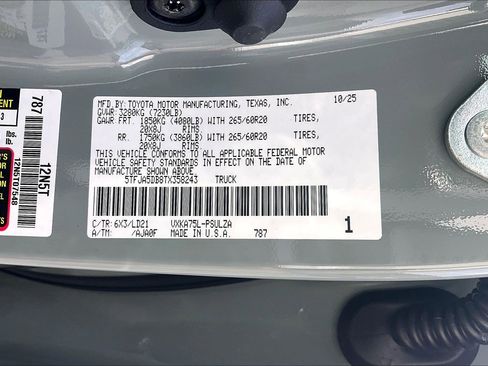 MFD.BY: TOYOTA MOTOR MANUFACTURING, TEXAS, INC. 10/25
GVWR: 3280KG (7230LB)
GAWR: FRT. 1850KG (4080LB) WITH 265/60R20 TIRES,
20X8J RIMS,
RR. 1750KG (3860LB) WITH 265/60R20 TIRES,
20X8J RIMS.
THIS VEHICLE CONFORMS TO ALL APPLICABLE FEDERAL MOTOR
VEHICLE SAFETY STANDARDS IN EFFECT ON THE DATE OF
MANUFACTURE SHOWN ABOVE.
5TFJA5DB8TX358243 TRUCK
C/TR: 6X3/LD21 VXKA75L-PSULZA
A/TM: /AJA0F MADE IN U.S.A. 787 1
787
12N5T
lbs.
lb.